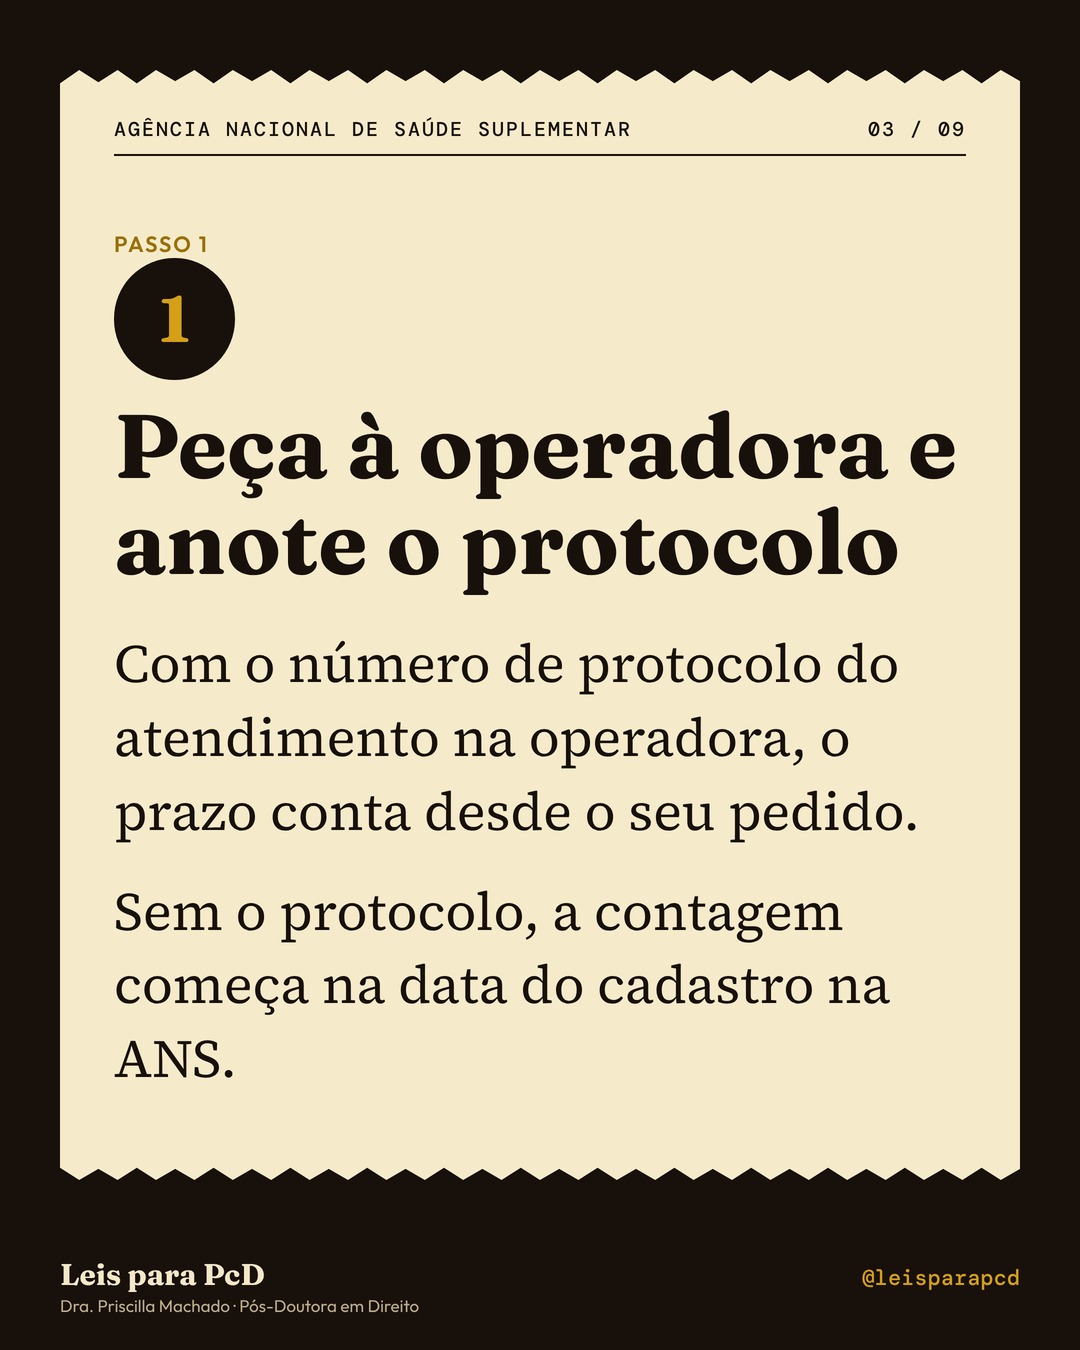 AGÊNCIA NACIONAL DE SAÚDE SUPLEMENTAR
03 / 09
PASSO 1
1
Peça à operadora e
anote o protocolo
Com o número de protocolo do
atendimento na operadora, o
prazo conta desde o seu pedido.
Sem o protocolo, a contagem
começa na data do cadastro na
ANS.
Leis para PcD
Dra. Priscilla Machado · Pós-Doutora em Direito
@leisparapcd